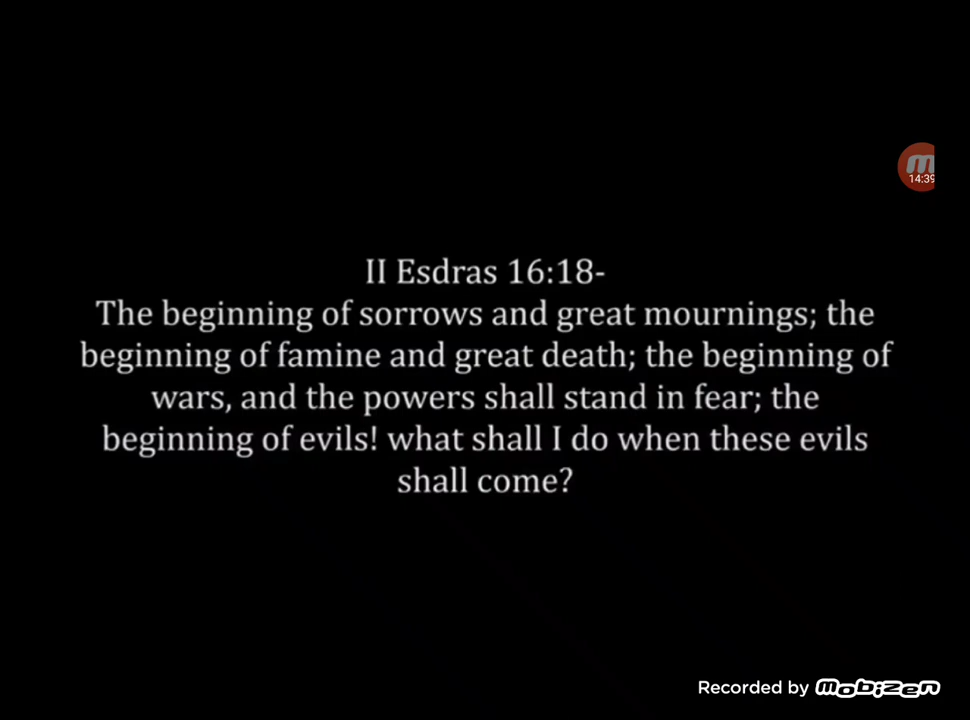 14:39
II Esdras 16:18-
The beginning of sorrows and great mournings; the
beginning of famine and great death; the beginning of
wars, and the powers shall stand in fear; the
beginning of evils! what shall I do when these evils
shall come?
Recorded by mobizen